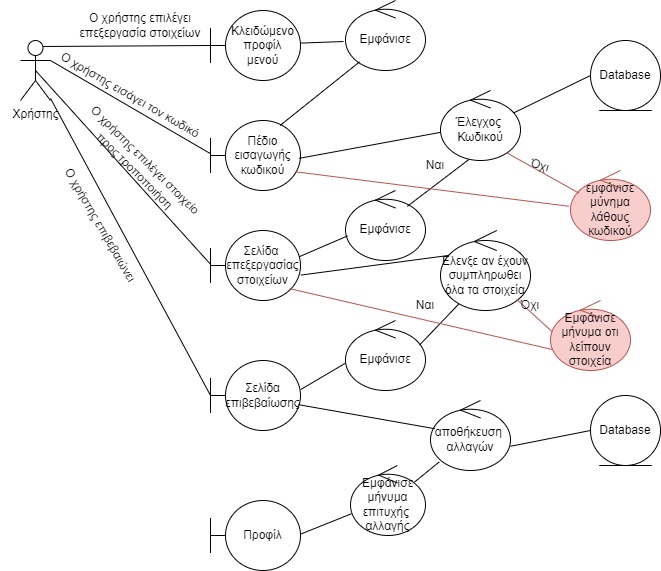 Ο χρήστης επιλέγει
επεξεργασία στοιχείων
Κλειδώμενο
προφίλ
μενού
Εμφάνισε
Χρήστης
Ο χρήστης εισάγει τον κωδικό
Πέδιο
εισαγωγής
κωδικού
Έλεγχος
Κωδικού
Database
Ναι
Όχι
εμφάνισε
μύνημα
λάθους
κωδικού
Ο χρήστης επιλέγει στοιχείο
προς τροποποιήση
Σελίδα
επεξεργασίας
στοιχείων
Εμφάνισε
Έλενξε αν έχουν
συμπληρωθει
όλα τα στοιχεία
Ναι
Όχι
Εμφάνισε
μήνυμα οτι
λείπουν
στοιχεία
Ο χρήστης επιβεβαιώνει
Σελίδα
επιβεβαίωσης
Εμφάνισε
αποθήκευση
αλλαγών
Database
Εμφάνισε
μήνυμα
επιτυχής
αλλαγής
Προφίλ